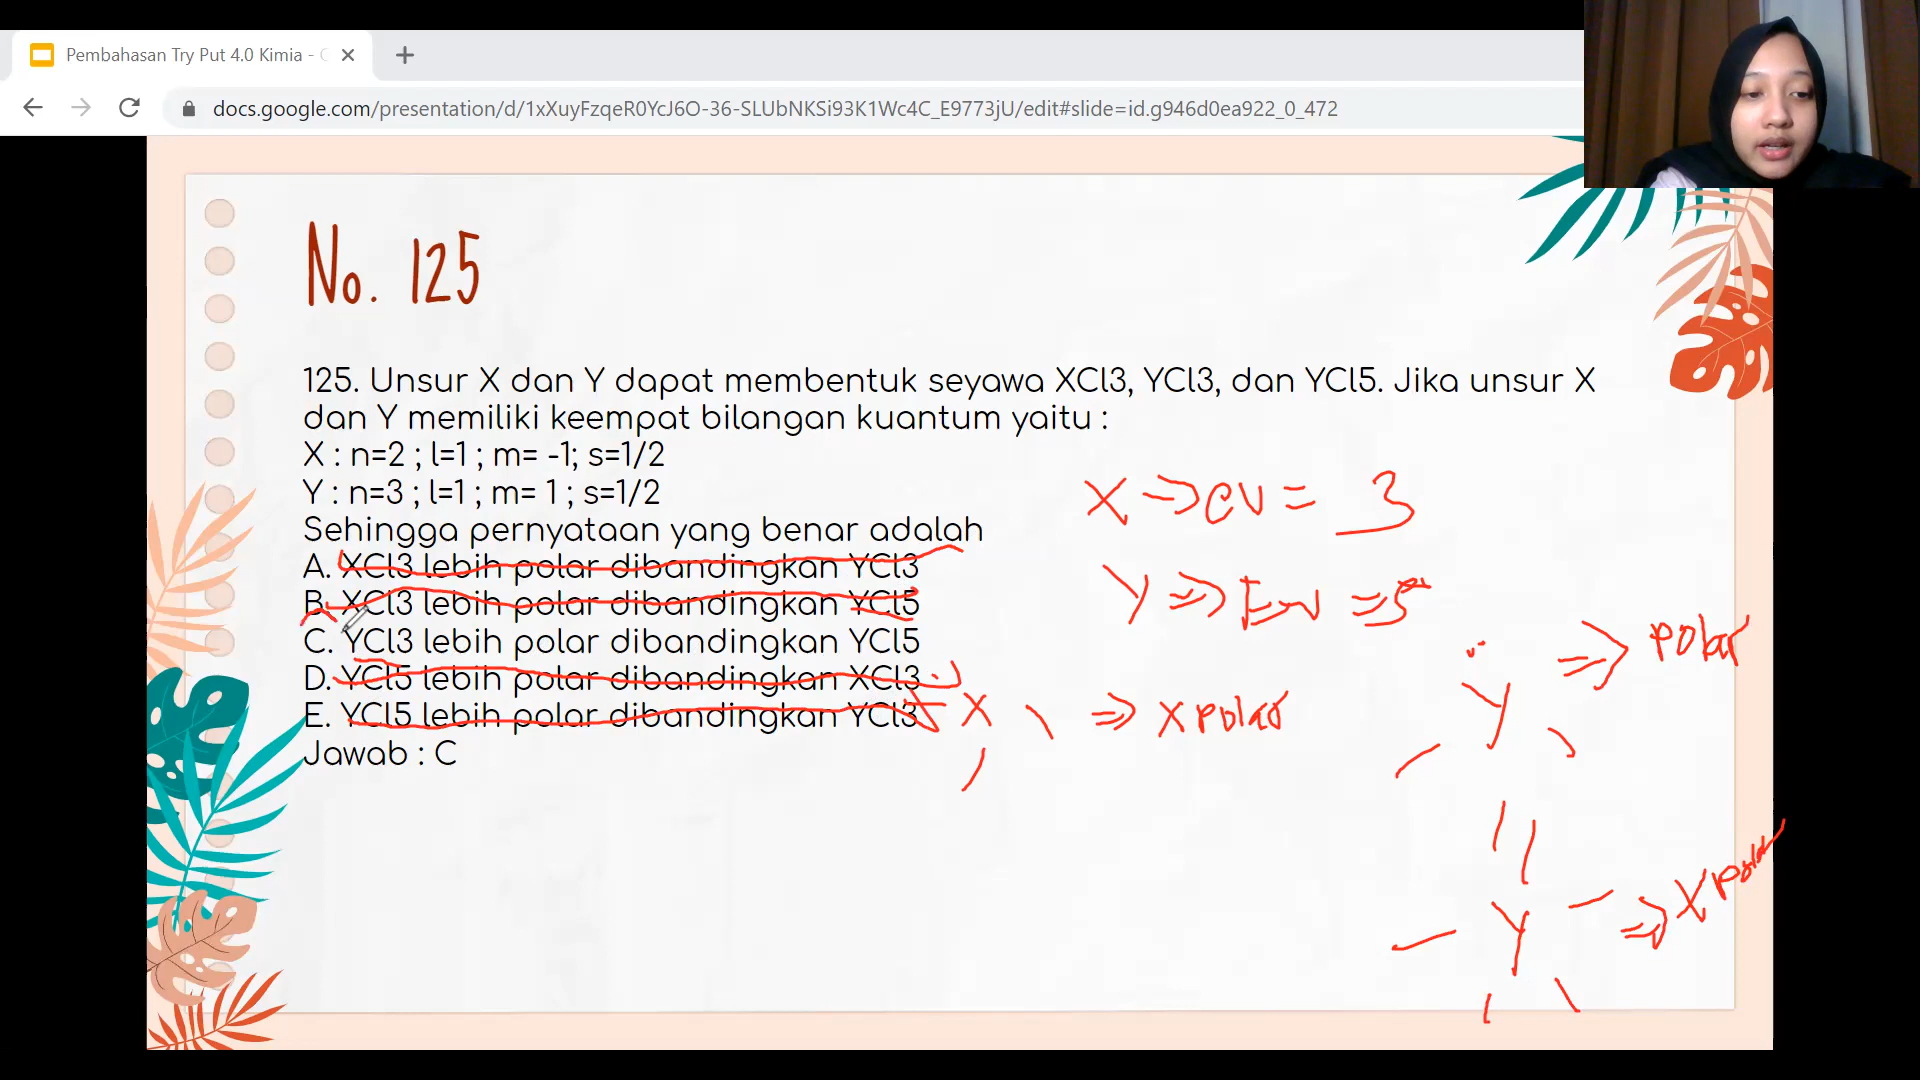 Pembahasan Try Put 4.0 Kimia -
docs.google.com/presentation/d/1xXuyFzqeR0YcJ6O-36-SLUbNKSi93K1Wc4C_E9773jU/edit#slide=id.g946d0ea922_0_472
No. 125
125. Unsur X dan Y dapat membentuk seyawa XCl3, YCl3, dan YCl5. Jika unsur X
dan Y memiliki keempat bilangan kuantum yaitu :
X : n=2 ; l=1 ; m= -1; s=1/2
Y : n=3 ; l=1 ; m= 1 ; s=1/2
Sehingga pernyataan yang benar adalah
A. XCl3 lebih polar dibandingkan YCl3
B. XCl3 lebih polar dibandingkan YCl5
C. YCl3 lebih polar dibandingkan YCl5
D. YCl5 lebih polar dibandingkan XCl3
E. YCl5 lebih polar dibandingkan YCl3
Jawab : C
X => eV = 3
Y => EV => 5
Y => polar
X => X polar
Y => X polar